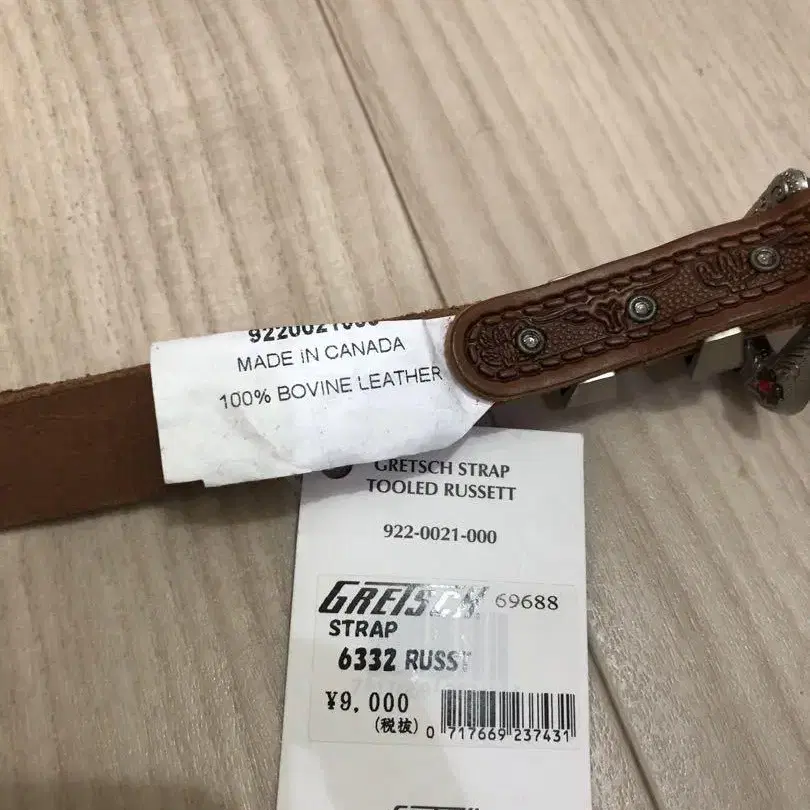 9220021000
MADE IN CANADA
100% BOVINE LEATHER
GRETSCH STRAP
TOOLED RUSSETT
922-0021-000
GRETSCH 69688
STRAP
6332 RUSST
¥9,000
(税抜)
0 717669 237431